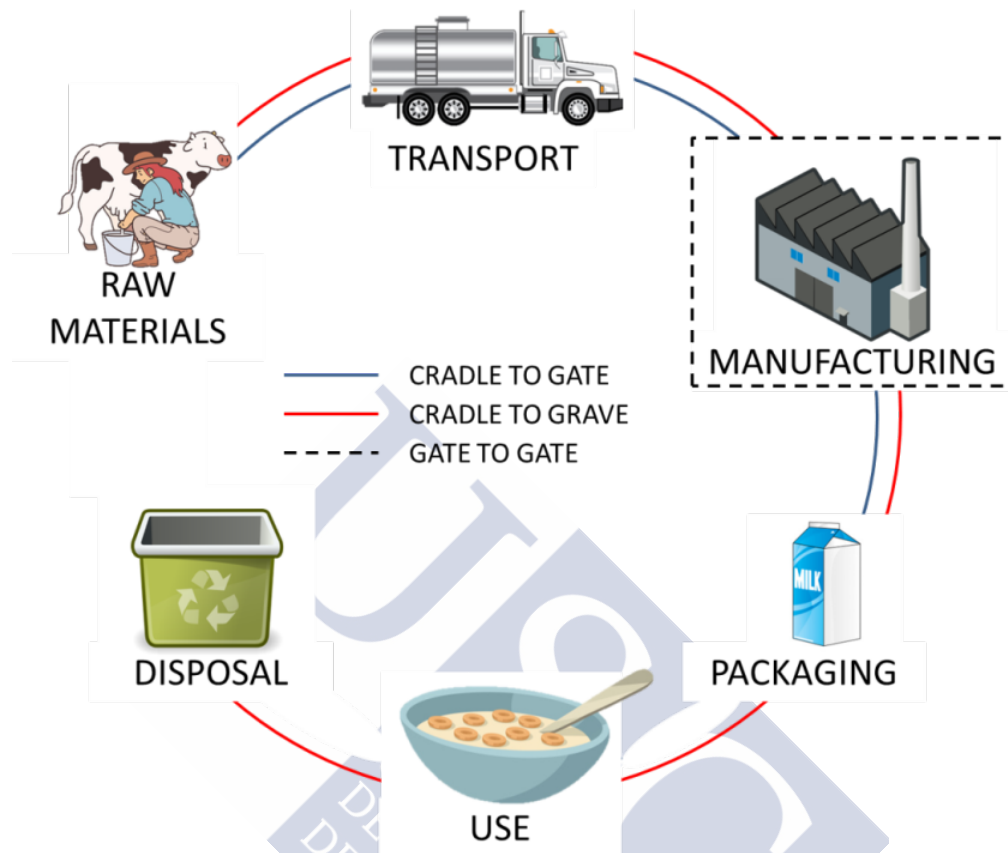 TRANSPORT
RAW
MATERIALS
MANUFACTURING
CRADLE TO GATE
CRADLE TO GRAVE
GATE TO GATE
MILK
DISPOSAL
PACKAGING
USE